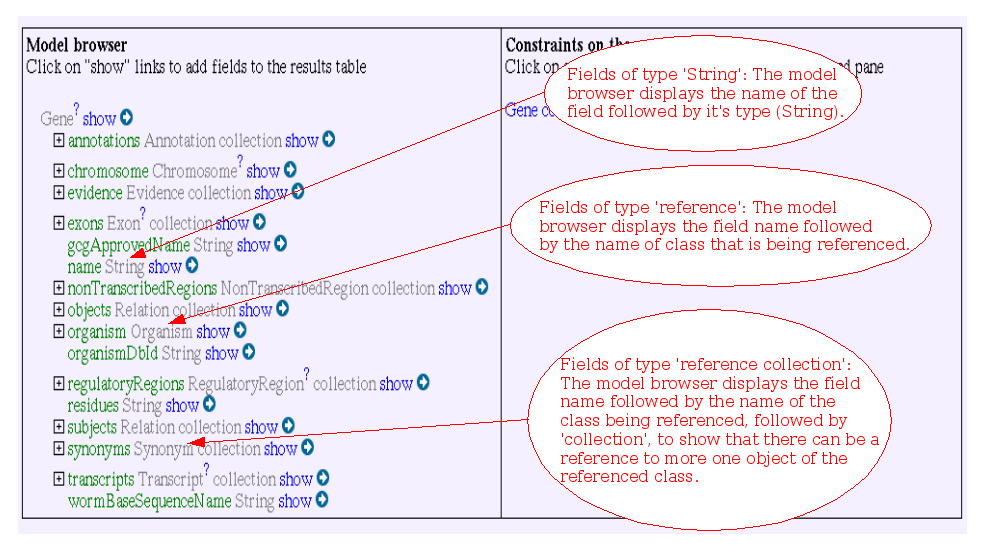 Model browser
Click on "show" links to add fields to the results table
Gene? show
annotations Annotation collection show
chromosome Chromosome? show
evidence Evidence collection show
exons Exon? collection show
gcgApprovedName String show
name String show
nonTranscribedRegions NonTranscribedRegion collection show
objects Relation collection show
organism Organism show
organismDbId String show
regulatoryRegions RegulatoryRegion? collection show
residues String show
subjects Relation collection show
synonyms Synonym collection show
transcripts Transcript? collection show
wormBaseSequenceName String show
Constraints on the
Click on pane
Gene
Fields of type 'String': The model
browser displays the name of the
field followed by it's type (String).
Fields of type 'reference': The model
browser displays the field name followed
by the name of class that is being referenced.
Fields of type 'reference collection':
The model browser displays the field
name followed by the name of the
class being referenced, followed by
'collection', to show that there can be a
reference to more one object of the
referenced class.